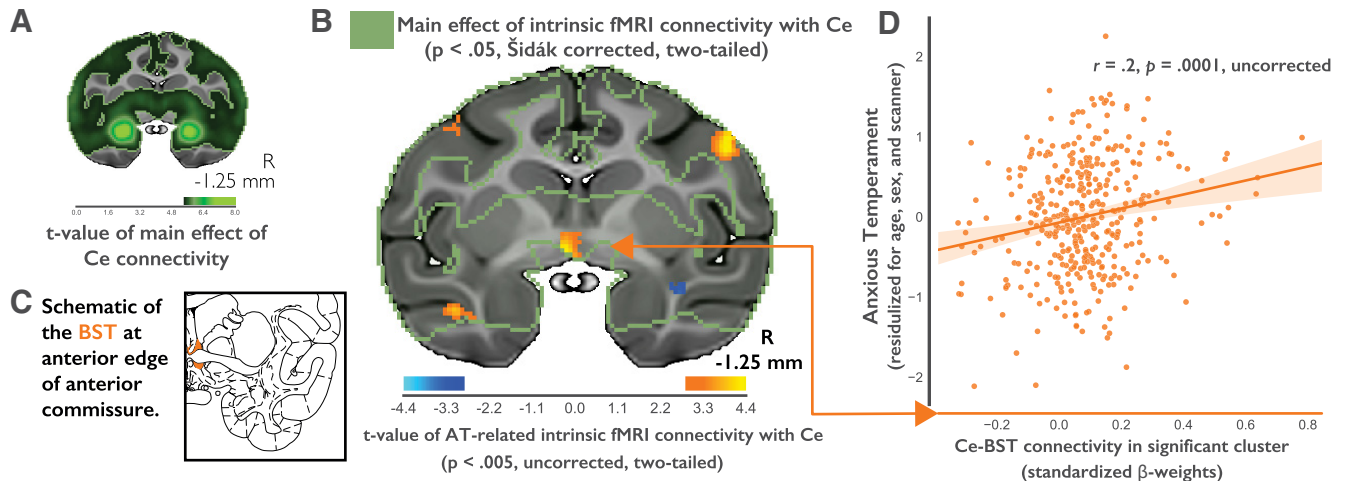 A
R
-1.25 mm
0.0 1.6 3.2 4.8 6.4 8.0
t-value of main effect of
Ce connectivity
B
Main effect of intrinsic fMRI connectivity with Ce
(p < .05, Šidák corrected, two-tailed)
R
-1.25 mm
-4.4 -3.3 -2.2 -1.1 0.0 1.1 2.2 3.3 4.4
t-value of AT-related intrinsic fMRI connectivity with Ce
(p < .005, uncorrected, two-tailed)
C
Schematic of
the BST at
anterior edge
of anterior
commissure.
D
r = .2, p = .0001, uncorrected
Anxious Temperament
(residulized for age, sex, and scanner)
2
1
0
−1
−2
−0.2 0.0 0.2 0.4 0.6 0.8
Ce-BST connectivity in significant cluster
(standardized β-weights)